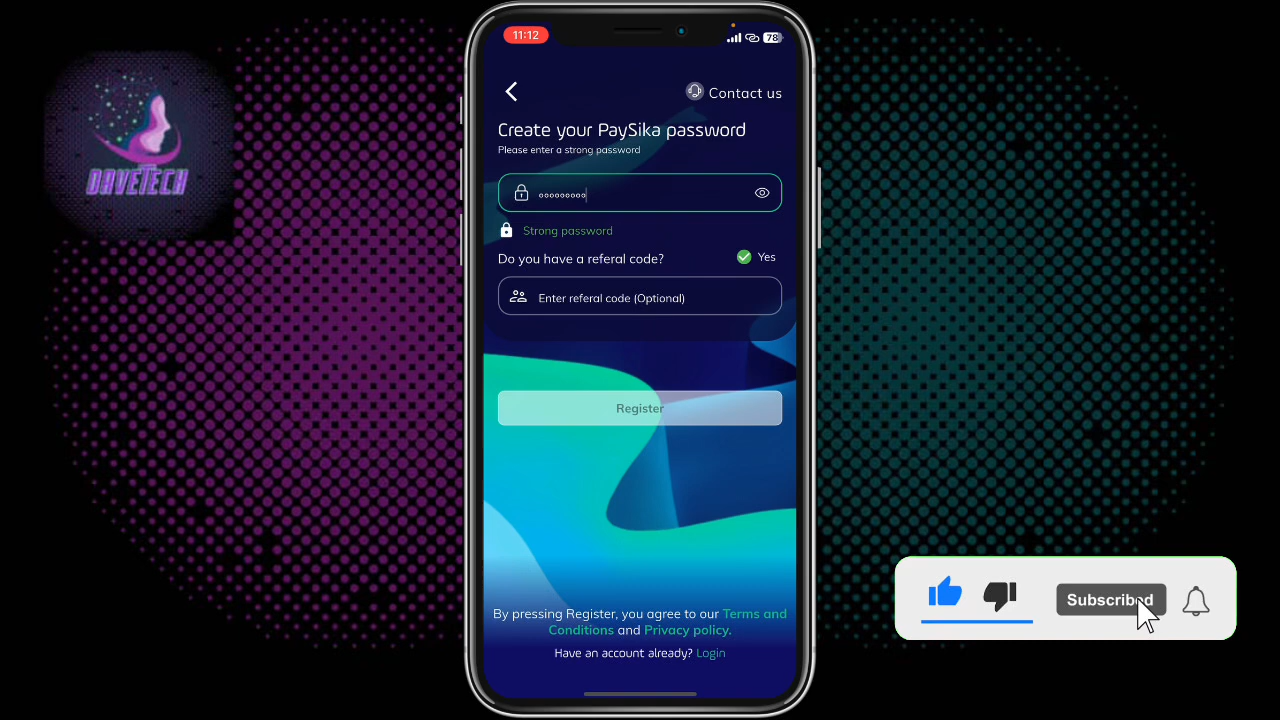 DAVETECH
11:12
78
Contact us
Create your PaySika password
Please enter a strong password
Strong password
Do you have a referal code?
Yes
Enter referal code (Optional)
Register
By pressing Register, you agree to our Terms and
Conditions and Privacy policy.
Have an account already? Login
Subscribed